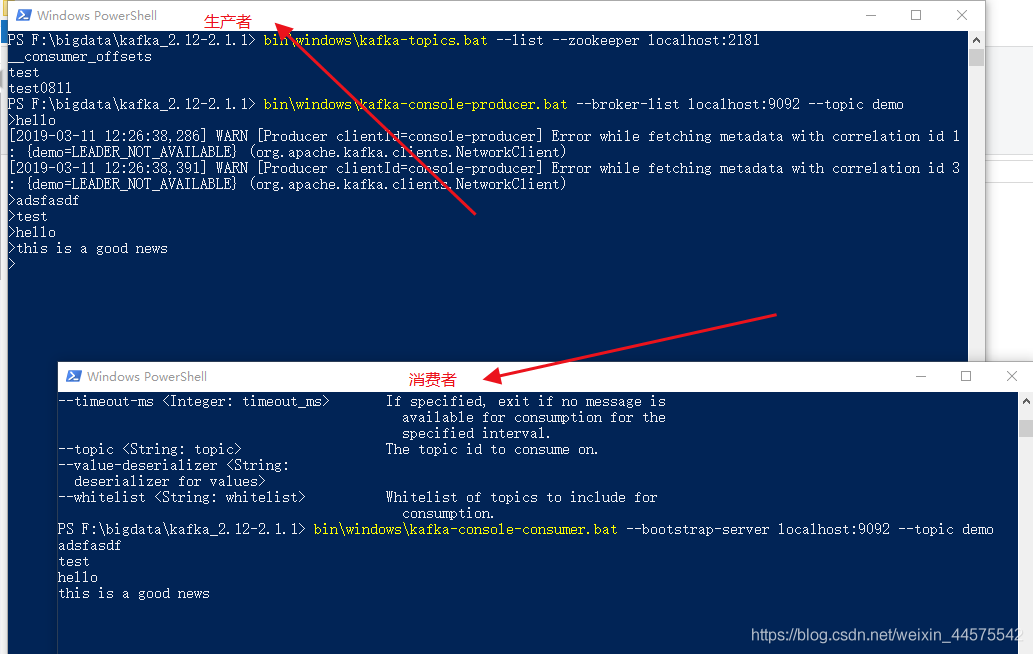 Windows PowerShell
生产者
PS F:\bigdata\kafka_2.12-2.1.1> bin\windows\kafka-topics.bat --list --zookeeper localhost:2181
__consumer_offsets
test
test0811
PS F:\bigdata\kafka_2.12-2.1.1> bin\windows\kafka-console-producer.bat --broker-list localhost:9092 --topic demo
>hello
[2019-03-11 12:26:38,286] WARN [Producer clientId=console-producer] Error while fetching metadata with correlation id 1
: {demo=LEADER_NOT_AVAILABLE} (org.apache.kafka.clients.NetworkClient)
[2019-03-11 12:26:38,391] WARN [Producer clientId=console-producer] Error while fetching metadata with correlation id 3
: {demo=LEADER_NOT_AVAILABLE} (org.apache.kafka.clients.NetworkClient)
>adsfasdf
>test
>hello
>this is a good news
>
Windows PowerShell
消费者
--timeout-ms <Integer: timeout_ms> If specified, exit if no message is
available for consumption for the
specified interval.
--topic <String: topic> The topic id to consume on.
--value-deserializer <String:
deserializer for values>
--whitelist <String: whitelist> Whitelist of topics to include for
consumption.
PS F:\bigdata\kafka_2.12-2.1.1> bin\windows\kafka-console-consumer.bat --bootstrap-server localhost:9092 --topic demo
adsfasdf
test
hello
this is a good news
https://blog.csdn.net/weixin_44575542